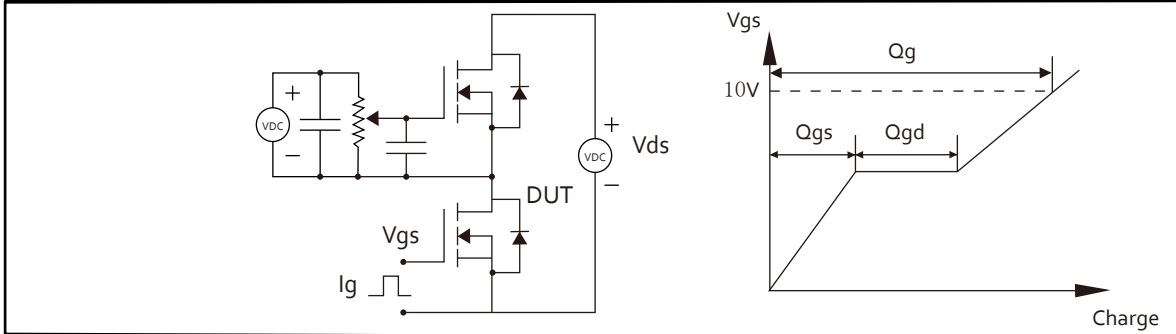 VDC
+
−
DUT
Vgs
Ig
+
VDC
−
Vds
Vgs
Qg
10V
Qgs
Qgd
Charge